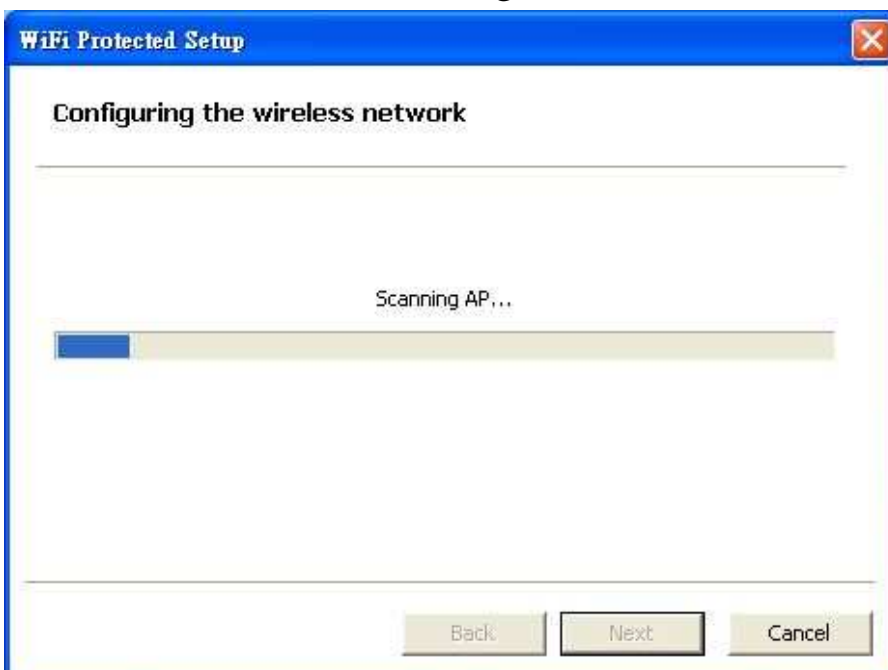 WiFi Protected Setup
Configuring the wireless network
Scanning AP...
Back Next Cancel